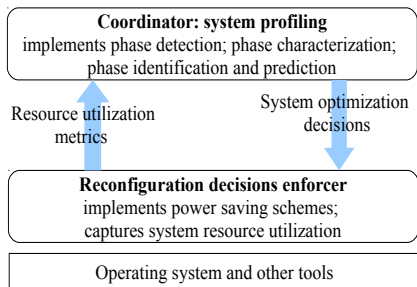 Coordinator: system profiling
implements phase detection; phase characterization;
phase identification and prediction
Resource utilization
metrics
System optimization
decisions
Reconfiguration decisions enforcer
implements power saving schemes;
captures system resource utilization
Operating system and other tools